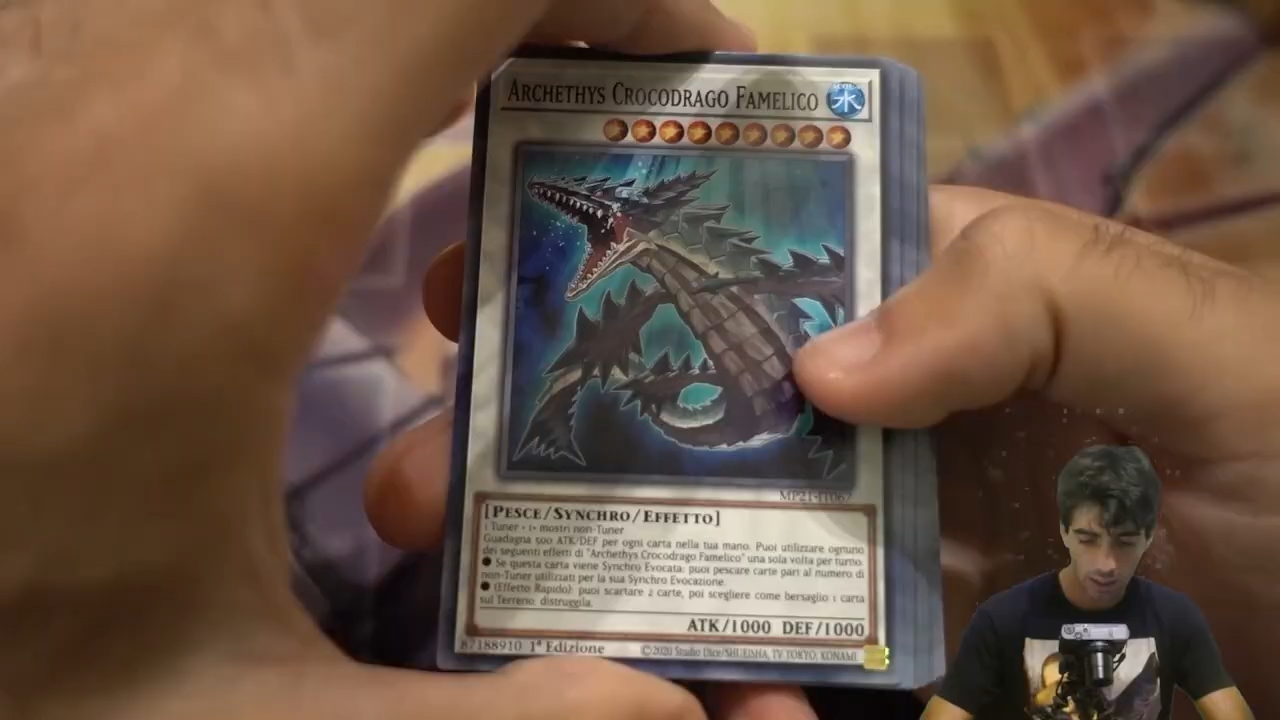 Archethys Crocodrago Famelico
水
MP21-IT067
[Pesce/Synchro/Effetto]
1 Tuner + 1+ mostri non-Tuner
Guadagna 500 ATK/DEF per ogni carta nella tua mano. Puoi utilizzare ognuno
dei seguenti effetti di "Archethys Crocodrago Famelico" una sola volta per turno.
● Se questa carta viene Synchro Evocata: puoi pescare carte pari al numero di
non-Tuner utilizzati per la sua Synchro Evocazione.
● (Effetto Rapido): puoi scartare 2 carte, poi scegliere come bersaglio 1 carta
sul Terreno; distruggila.
ATK/1000 DEF/1000
87188910 1ª Edizione ©2020 Studio Dice/SHUEISHA, TV TOKYO, KONAMI